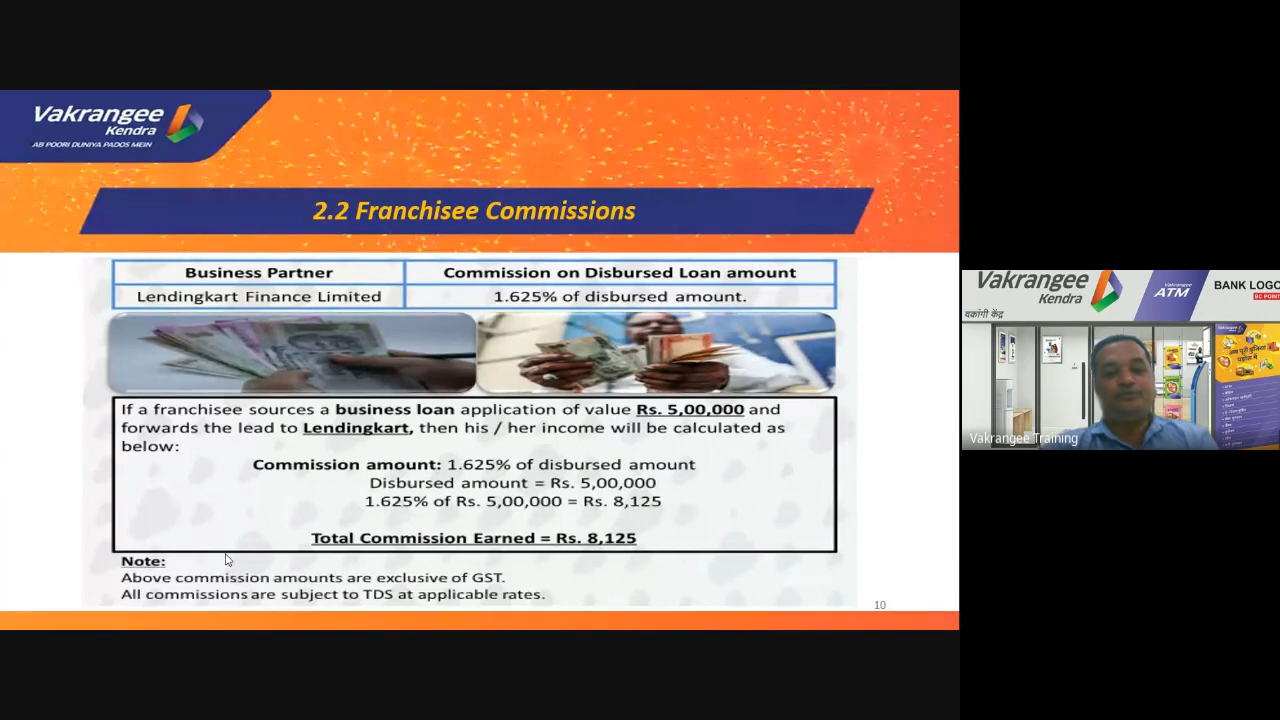 Vakrangee
Kendra
AB POORI DUNIYA PADOS MEIN
2.2 Franchisee Commissions
Business Partner Commission on Disbursed Loan amount
Lendingkart Finance Limited 1.625% of disbursed amount.
If a franchisee sources a business loan application of value Rs. 5,00,000 and
forwards the lead to Lendingkart, then his / her income will be calculated as
below:
Commission amount: 1.625% of disbursed amount
Disbursed amount = Rs. 5,00,000
1.625% of Rs. 5,00,000 = Rs. 8,125
Total Commission Earned = Rs. 8,125
Note:
Above commission amounts are exclusive of GST.
All commissions are subject to TDS at applicable rates.
10
Vakrangee
Kendra
वक्रांगी केंद्र
Vakrangee
ATM
BANK LOGO
BC POINT
अब पूरी दुनिया
पड़ोस में
Vakrangee Training